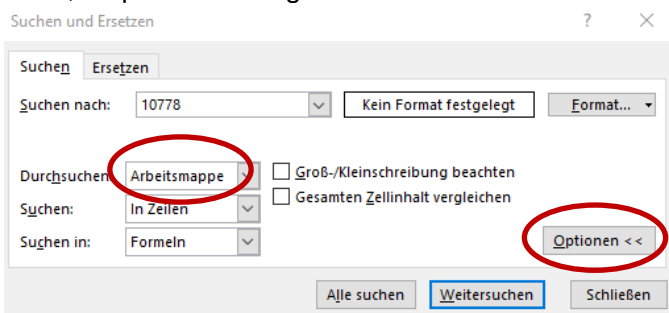 Suchen und Ersetzen ? ×
Suchen Ersetzen
Suchen nach: 10778 Kein Format festgelegt Format...
Durchsuchen: Arbeitsmappe Groß-/Kleinschreibung beachten
Gesamten Zellinhalt vergleichen
Suchen: In Zeilen
Suchen in: Formeln Optionen <<
Alle suchen Weitersuchen Schließen